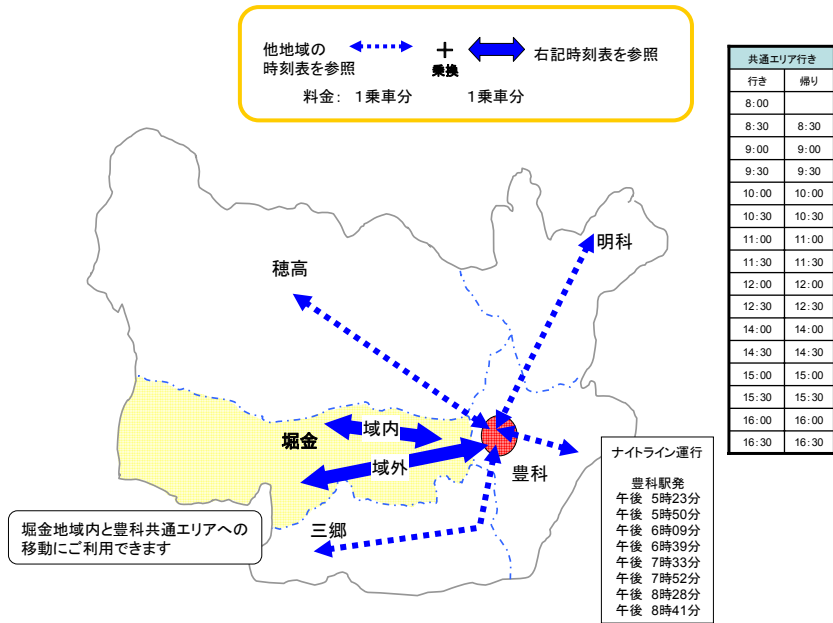 他地域の
時刻表を参照
＋
乗換
右記時刻表を参照
料金： 1乗車分
1乗車分
共通エリア行き
行き 帰り
8:00
8:30 8:30
9:00 9:00
9:30 9:30
10:00 10:00
10:30 10:30
11:00 11:00
11:30 11:30
12:00 12:00
12:30 12:30
14:00 14:00
14:30 14:30
15:00 15:00
15:30 15:30
16:00 16:00
16:30 16:30
明科
穂高
堀金
域内
域外
豊科
三郷
堀金地域内と豊科共通エリアへの
移動にご利用できます
ナイトライン運行
豊科駅発
午後 5時23分
午後 5時50分
午後 6時09分
午後 6時39分
午後 7時33分
午後 7時52分
午後 8時28分
午後 8時41分